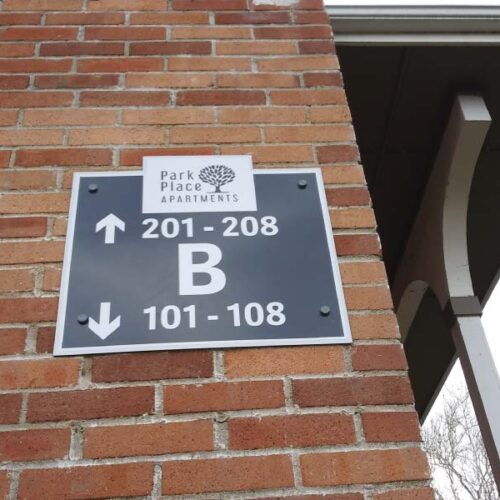 Park
Place
APARTMENTS
↑ 201 - 208
B
↓ 101 - 108